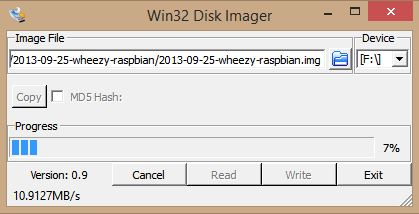 Win32 Disk Imager
Image File
Device
/2013-09-25-wheezy-raspbian/2013-09-25-wheezy-raspbian.img
[F:\]
Copy
MD5 Hash:
Progress
7%
Version: 0.9
Cancel
Read
Write
Exit
10.9127MB/s